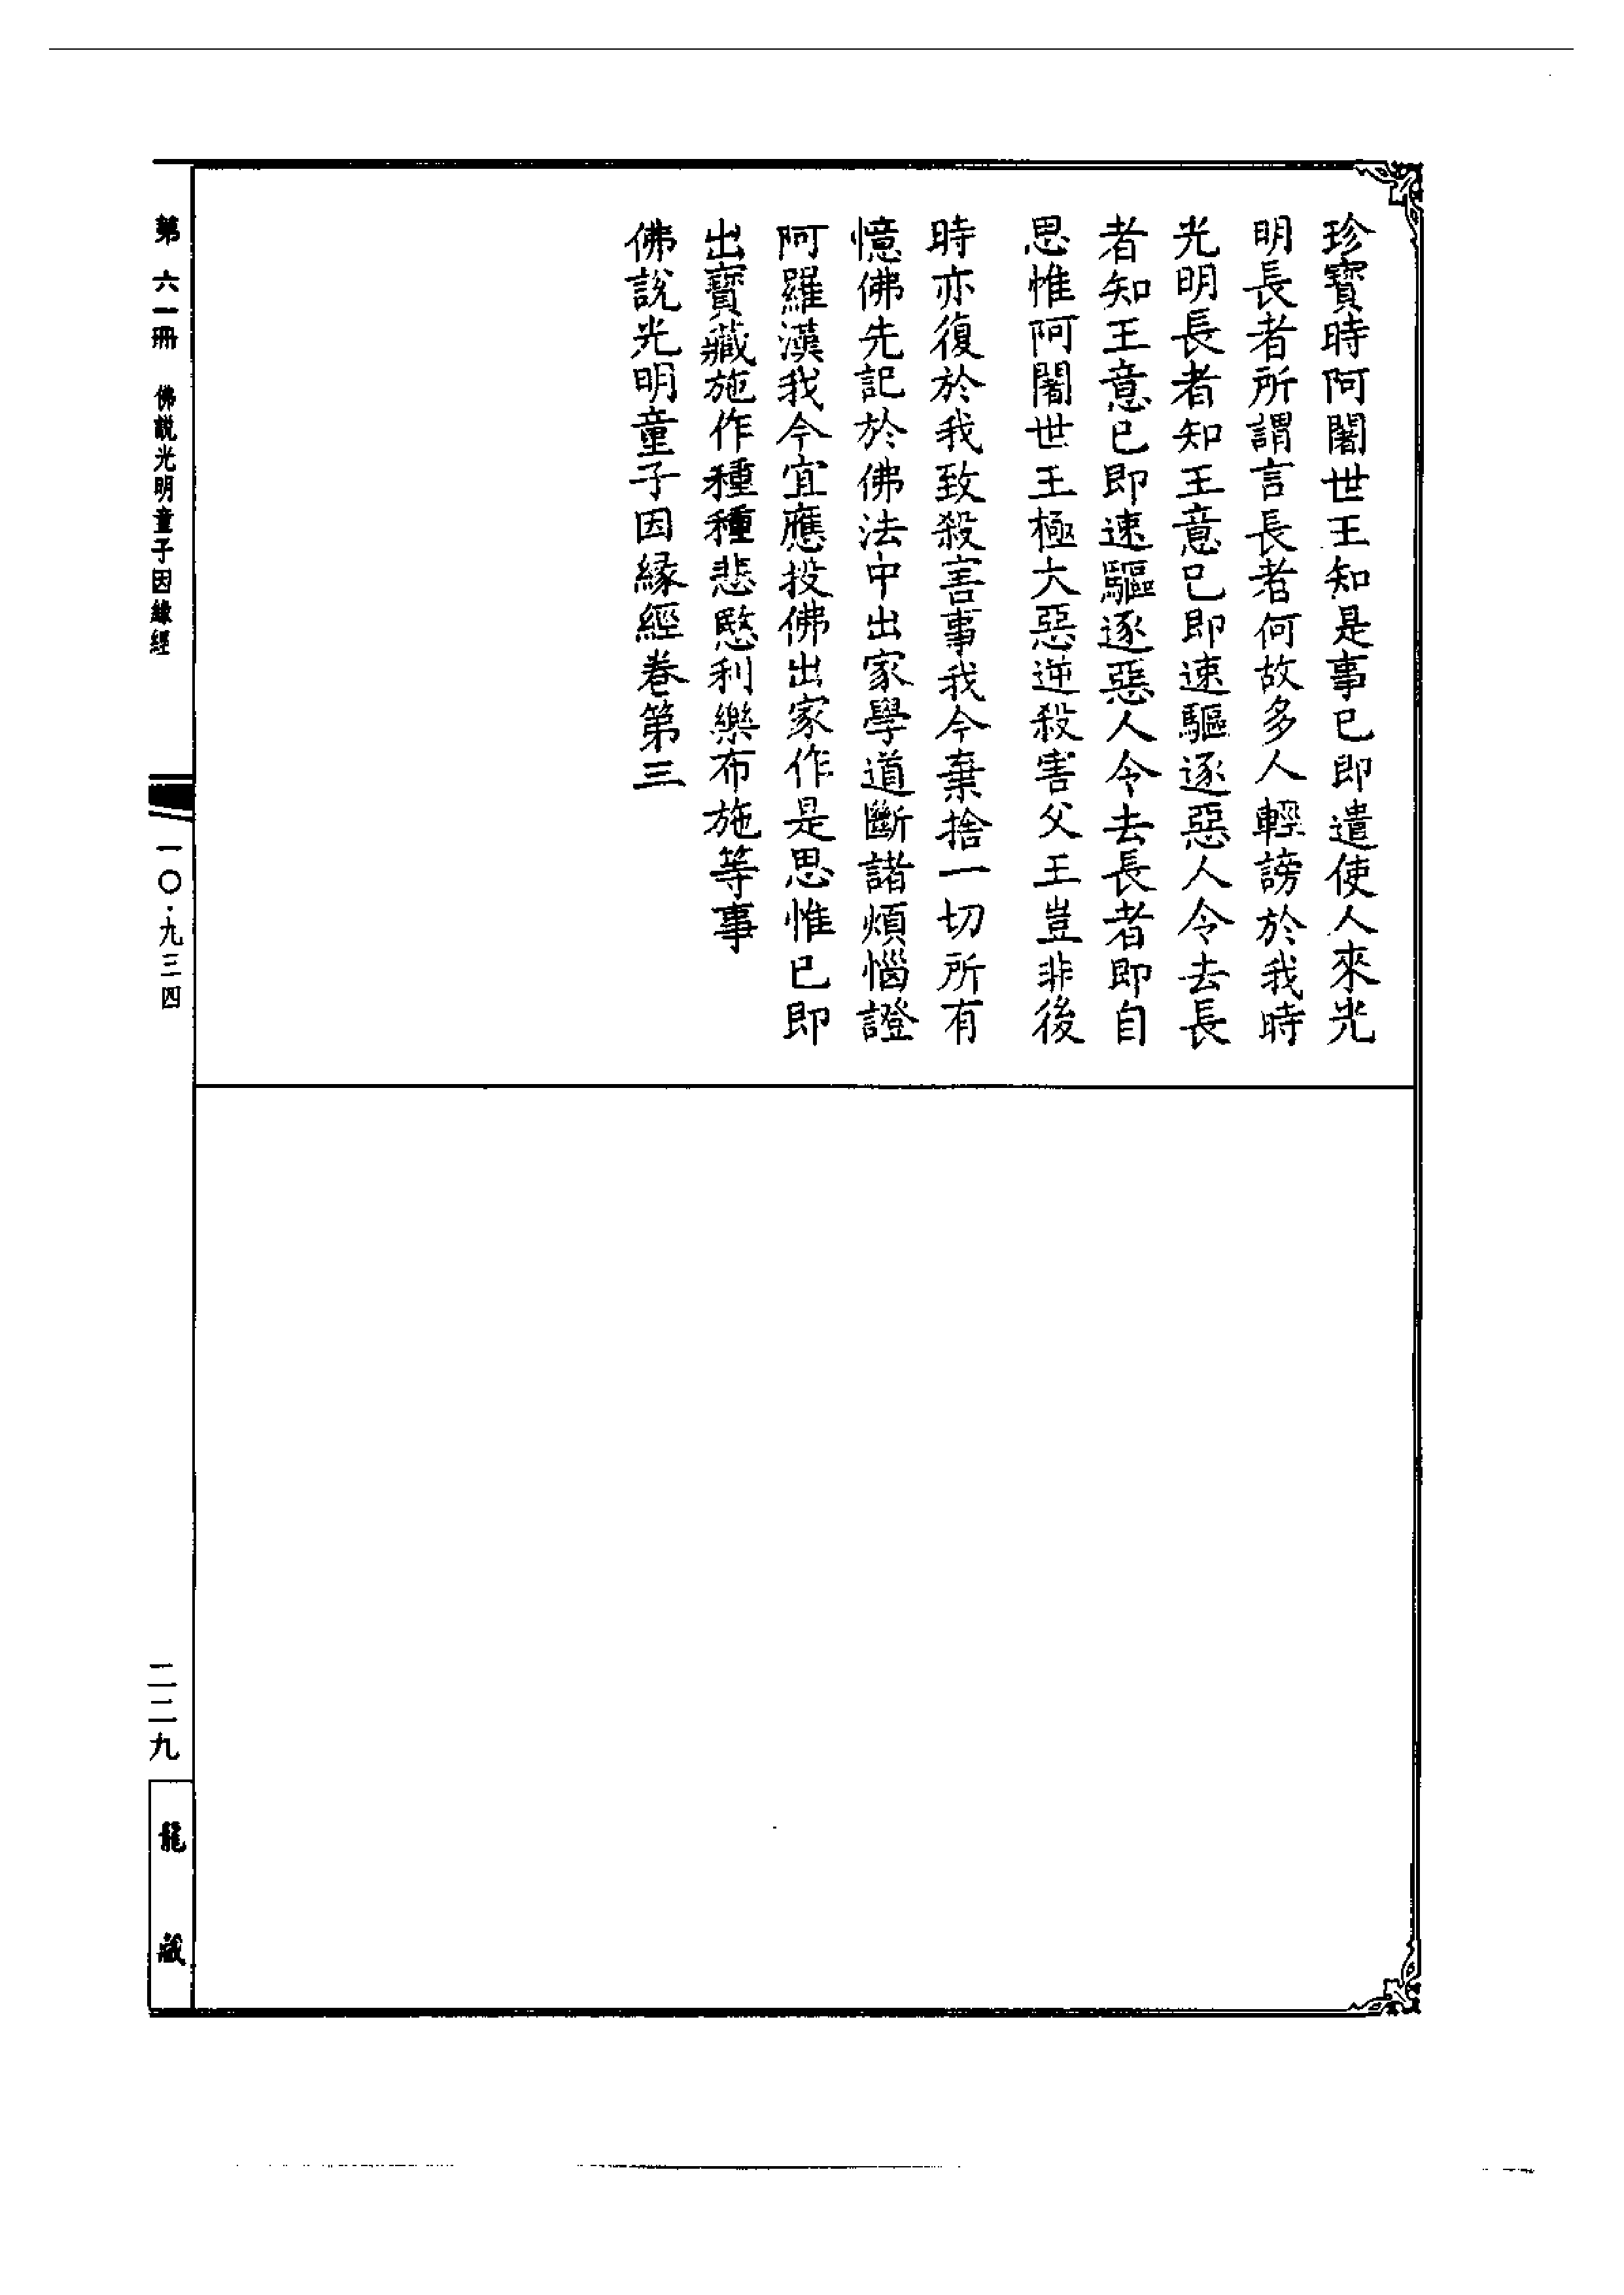 珍寶時阿闍世王知是事已即遣使人來光
明長者所謂言長者何故多人輕謗於我時
光明長者知王意已即速驅逐惡人令去長
者知王意已即速驅逐惡人令去長者即自
思惟阿闍世王極大惡逆殺害父王豈非後
時亦復於我致殺害事我今棄捨一切所有
憶佛先記於佛法中出家學道斷諸煩惱證
阿羅漢我今宜應投佛出家作是思惟已即
出寶藏施作種種悲愍利樂布施等事
佛說光明童子因緣經卷第三
第六一冊 佛說光明童子因緣經 一〇·九三四 二二九 龍藏